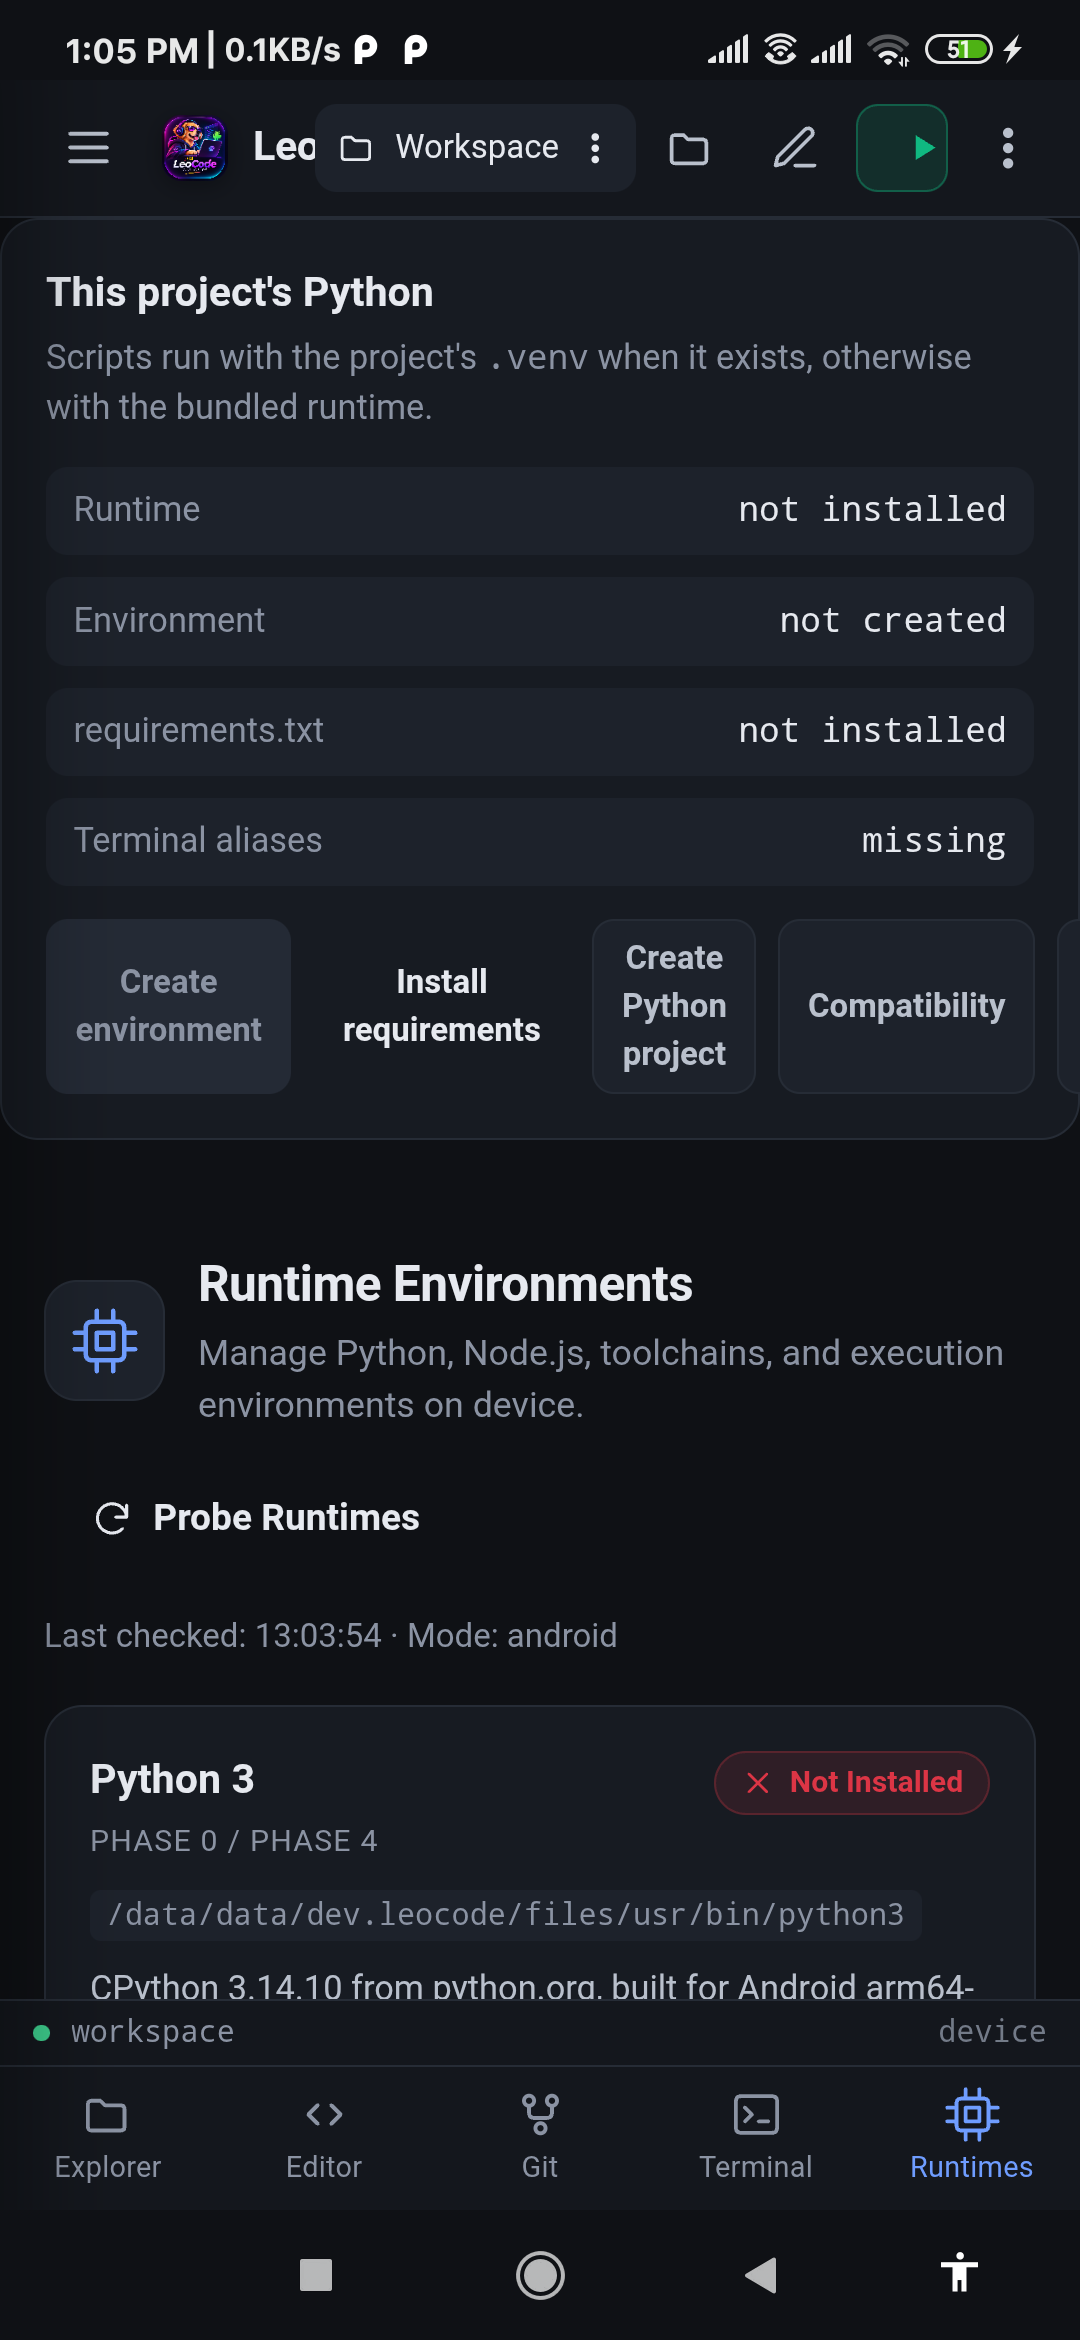 1:05 PM | 0.1KB/s
51
LeoCode
Leo
Workspace
This project's Python
Scripts run with the project's .venv when it exists, otherwise
with the bundled runtime.
Runtime not installed
Environment not created
requirements.txt not installed
Terminal aliases missing
Create
environment
Install
requirements
Create
Python
project
Compatibility
Runtime Environments
Manage Python, Node.js, toolchains, and execution
environments on device.
Probe Runtimes
Last checked: 13:03:54 · Mode: android
Python 3
Not Installed
PHASE 0 / PHASE 4
/data/data/dev.leocode/files/usr/bin/python3
CPython 3.14.10 from python.org, built for Android arm64-
workspace device
Explorer
Editor
Git
Terminal
Runtimes